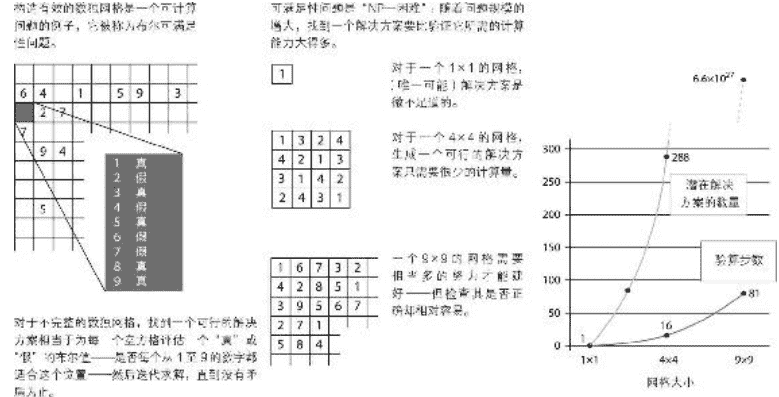 构造有效的数独网格是一个可计算
问题的例子，它被称为布尔可满足
性问题。
6 4 1 5 9 3
2 7
7
9 4
5
1 真
2 假
3 真
4 假
5 真
6 假
7 假
8 真
9 真
对于不完整的数独网格，找到一个可行的解决
方案相当于为每一个空方格评估一个“真”或
“假”的布尔值——是否每个从1至9的数字都
适合这个位置——然后迭代求解，直到没有矛
盾为止。
可满足性问题是“NP—困难”：随着问题规模的
增大，找到一个解决方案要比验证它所需的计算
能力大得多。
1
对于一个1×1的网格，
（唯一可能）解决方案是
微不足道的。
1 3 2 4
4 2 1 3
3 1 4 2
2 4 3 1
对于一个4×4的网格，
生成一个可行的解决方
案只需要很少的计算量。
1 6 7 3 2
4 2 8 5 1
3 9 5 6 7
2 7 1
5 8 4
一个9×9的网格需要
相当多的努力才能建
好——但检查其是否正
确却相对容易。
6.6×10²⁷
300
288
250
潜在解决
方案的数量
200
150
验算步数
100
81
50
16
1
0
1×1 4×4 9×9
网格大小